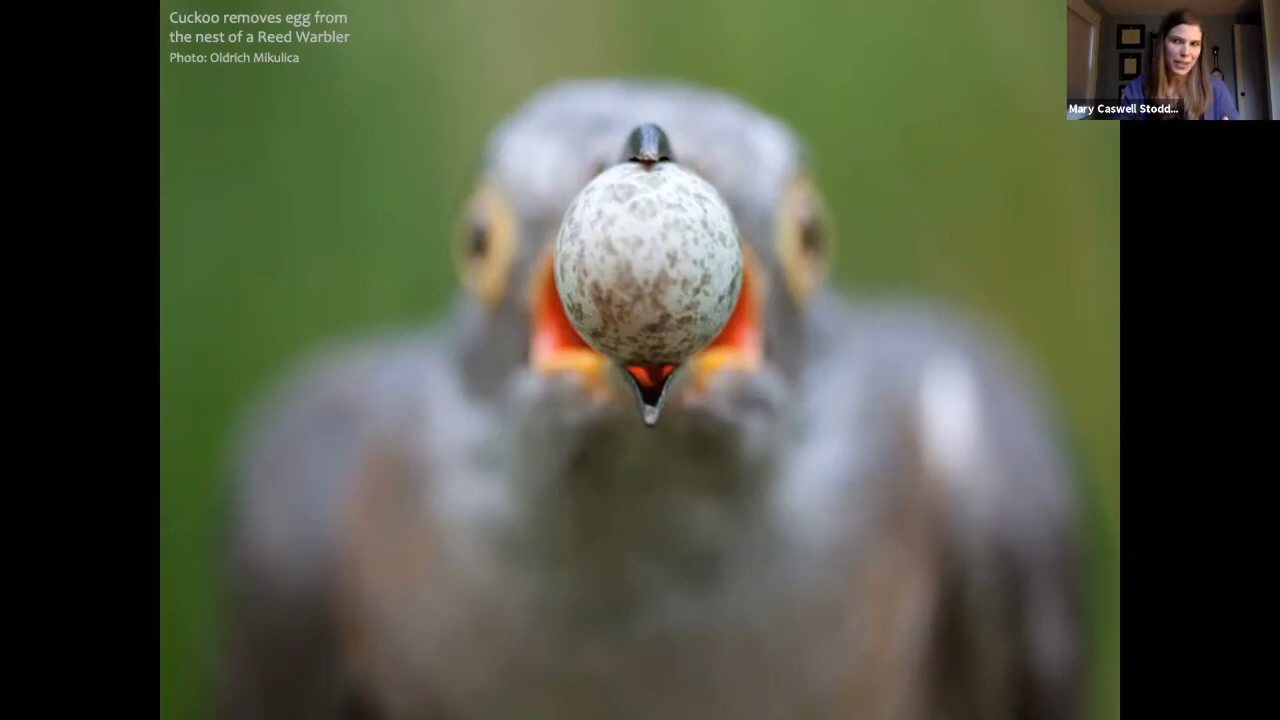 Cuckoo removes egg from
the nest of a Reed Warbler
Photo: Oldrich Mikulica
Mary Caswell Stodd...